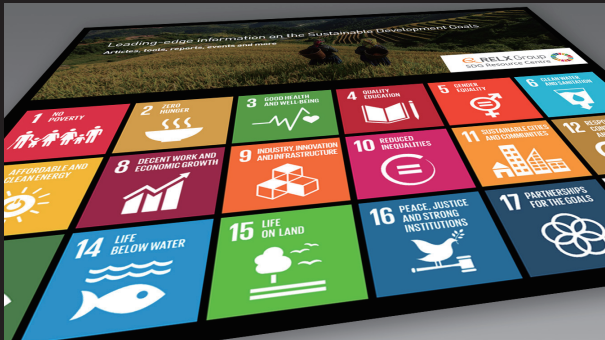 Leading-edge information on the Sustainable Development Goals
Articles, tools, reports, events and more
RELX Group
SDG Resource Centre
1 NO
POVERTY
2 ZERO
HUNGER
3 GOOD HEALTH
AND WELL-BEING
4 QUALITY
EDUCATION
5 GENDER
EQUALITY
6 CLEAN WATER
AND SANITATION
AFFORDABLE AND
CLEAN ENERGY
8 DECENT WORK AND
ECONOMIC GROWTH
9 INDUSTRY, INNOVATION
AND INFRASTRUCTURE
10 REDUCED
INEQUALITIES
11 SUSTAINABLE CITIES
AND COMMUNITIES
12
14 LIFE
BELOW WATER
15 LIFE
ON LAND
16 PEACE, JUSTICE
AND STRONG
INSTITUTIONS
17 PARTNERSHIPS
FOR THE GOALS